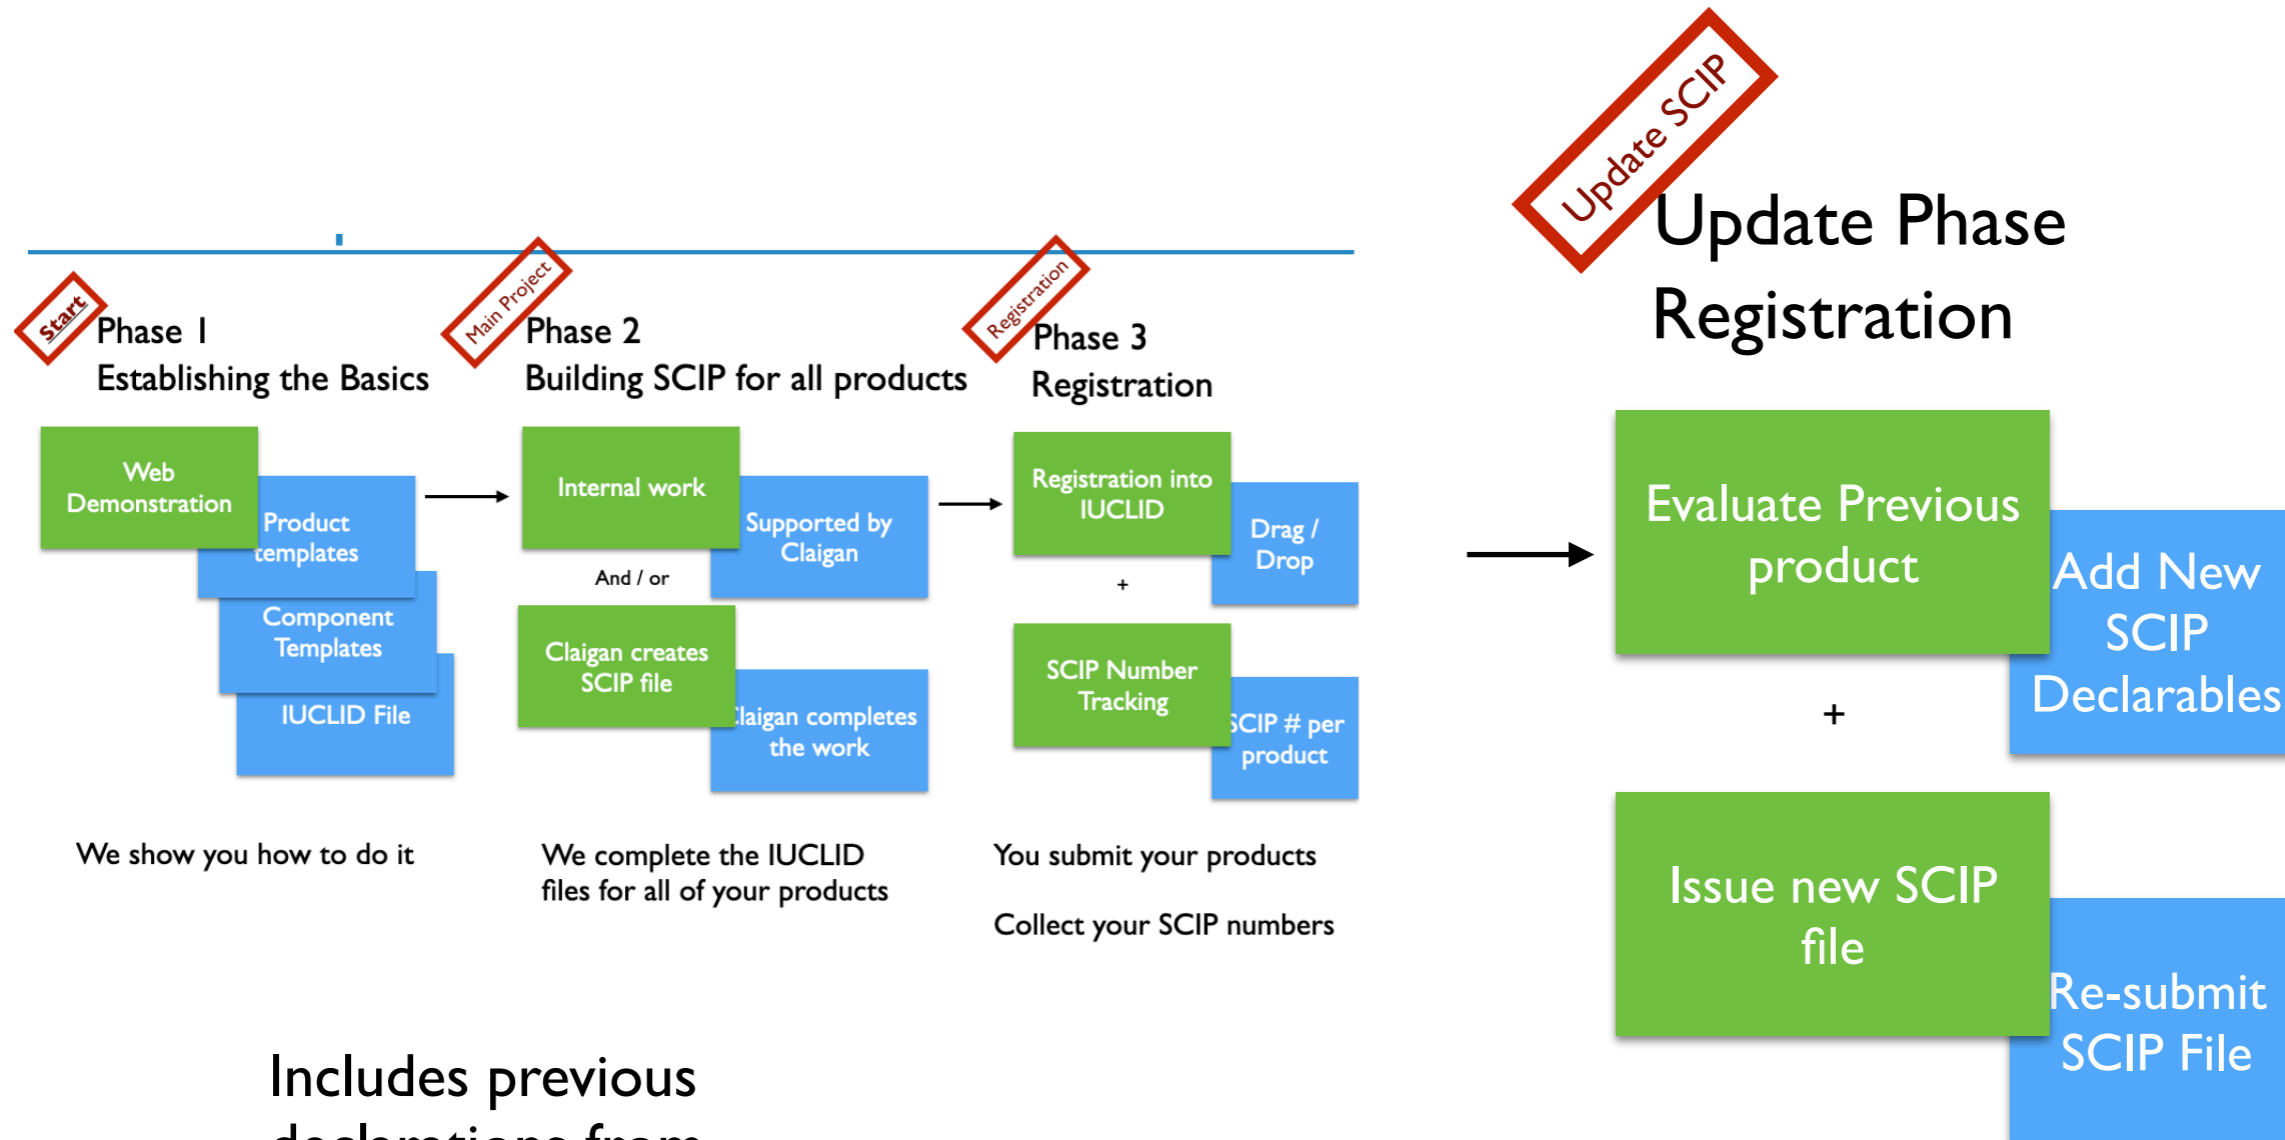 Start
Phase 1
Establishing the Basics
Web
Demonstration
Product
templates
Component
Templates
IUCLID File
We show you how to do it
Main Project
Phase 2
Building SCIP for all products
Internal work
Supported by
Claigan
And / or
Claigan creates
SCIP file
Claigan completes
the work
We complete the IUCLID
files for all of your products
Registration
Phase 3
Registration
Registration into
IUCLID
Drag /
Drop
+
SCIP Number
Tracking
SCIP # per
product
You submit your products
Collect your SCIP numbers
Update SCIP
Update Phase
Registration
Evaluate Previous
product
Add New
SCIP
Declarables
+
Issue new SCIP
file
Re-submit
SCIP File
Includes previous
declarations from